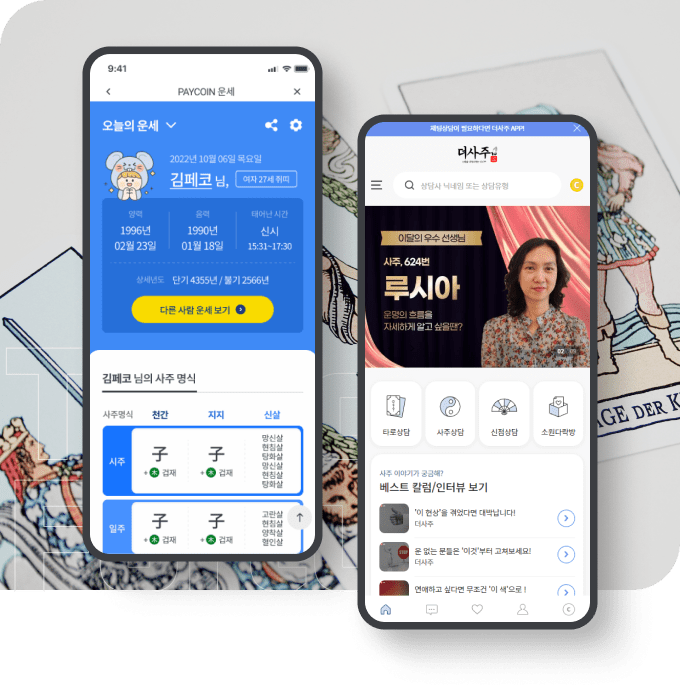 9:41
PAYCOIN 운세
오늘의 운세
2022년 10월 06일 목요일
김페코 님,
여자 27세 쥐띠
양력
음력
태어난 시간
1996년
02월 23일
1990년
01월 18일
신시
15:31~17:30
상세년도 단기 4355년 / 불기 2566년
다른 사람 운세 보기
김페코 님의 사주 명식
사주명식 천간 지지 신살
시주
子
+ 木 겁재
子
+ 木 겁재
망신살
현침살
탕화살
망신살
현침살
탕화살
일주
子
+ 木 겁재
子
+ 木 겁재
고란살
현침살
양착살
혈인살
채팅상담이 필요하다면 더사주 APP!
더사주
상담사 닉네임 또는 상담유형
C
이달의 우수 선생님
사주, 624번
루시아
운명의 흐름을
자세하게 알고 싶을땐?
02
타로상담
사주상담
신점상담
소원다락방
사주 이야기가 궁금해?
베스트 칼럼/인터뷰 보기
'이 현상'을 겪었다면 대박납니다!
더사주
STOP
운 없는 분들은 '이것'부터 고쳐보세요!
더사주
연애하고 싶다면 무조건 '이 색'으로 !
AGE DER K